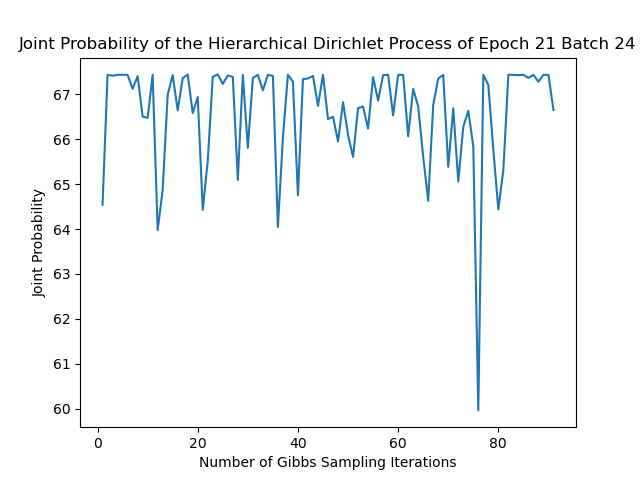 Joint Probability of the Hierarchical Dirichlet Process of Epoch 21 Batch 24
67
66
65
64
63
62
61
60
Joint Probability
0 20 40 60 80
Number of Gibbs Sampling Iterations